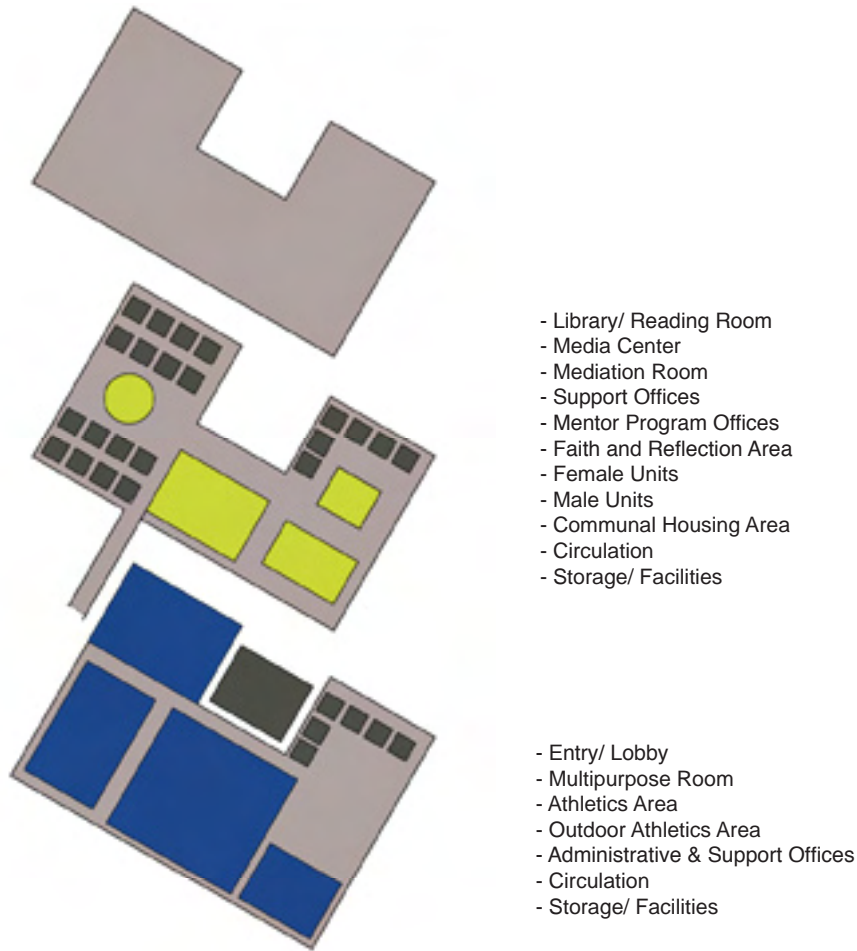 - Library/ Reading Room
- Media Center
- Mediation Room
- Support Offices
- Mentor Program Offices
- Faith and Reflection Area
- Female Units
- Male Units
- Communal Housing Area
- Circulation
- Storage/ Facilities
- Entry/ Lobby
- Multipurpose Room
- Athletics Area
- Outdoor Athletics Area
- Administrative & Support Offices
- Circulation
- Storage/ Facilities